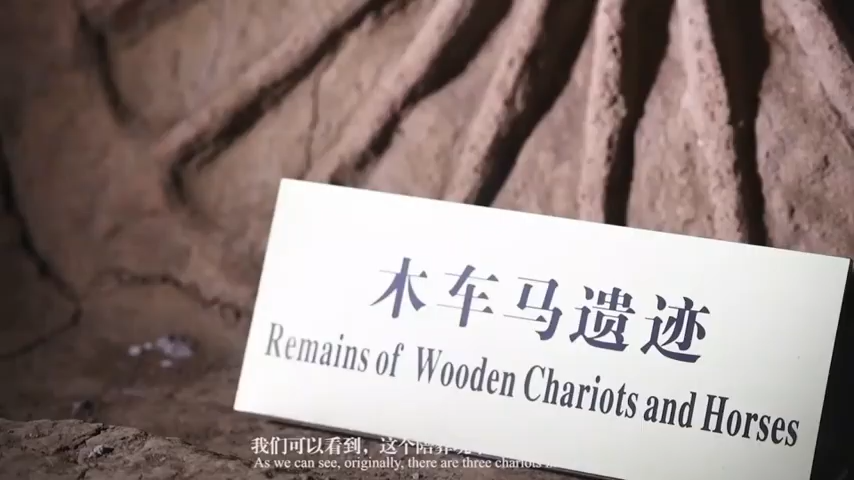 木车马遗迹
Remains of Wooden Chariots and Horses
我们可以看到，这个陪葬坑
As we can see, originally, there are three chariots